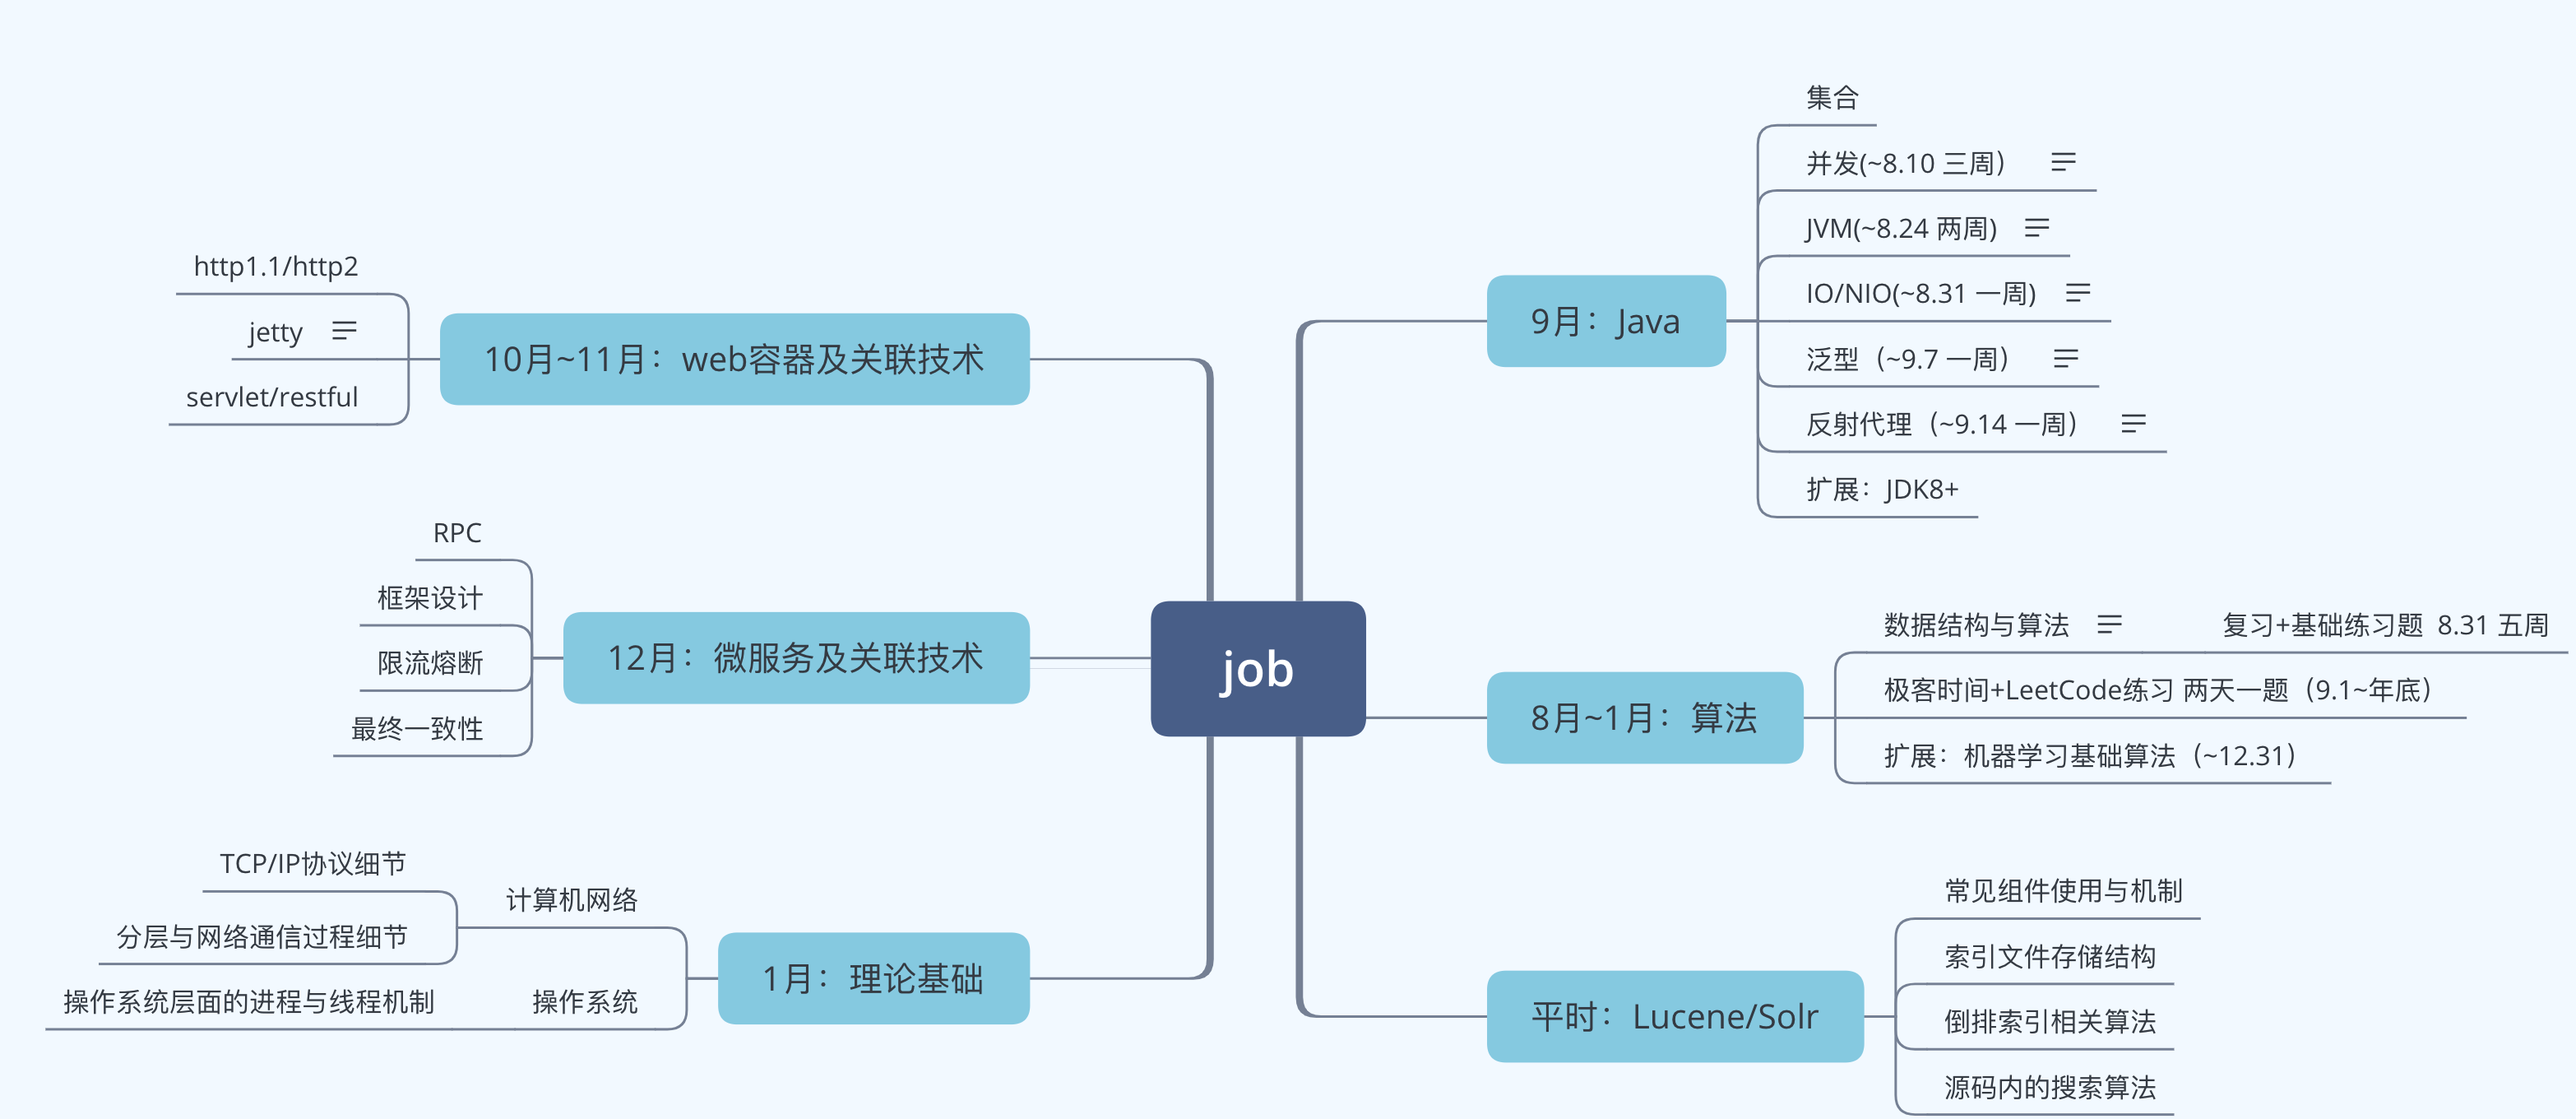 job
9月：Java
集合
并发(~8.10 三周）
JVM(~8.24 两周)
IO/NIO(~8.31 一周)
泛型（~9.7 一周）
反射代理（~9.14 一周）
扩展：JDK8+
8月~1月：算法
数据结构与算法
复习+基础练习题 8.31 五周
极客时间+LeetCode练习 两天一题（9.1~年底）
扩展：机器学习基础算法（~12.31）
平时：Lucene/Solr
常见组件使用与机制
索引文件存储结构
倒排索引相关算法
源码内的搜索算法
10月~11月：web容器及关联技术
http1.1/http2
jetty
servlet/restful
12月：微服务及关联技术
RPC
框架设计
限流熔断
最终一致性
1月：理论基础
计算机网络
TCP/IP协议细节
分层与网络通信过程细节
操作系统
操作系统层面的进程与线程机制